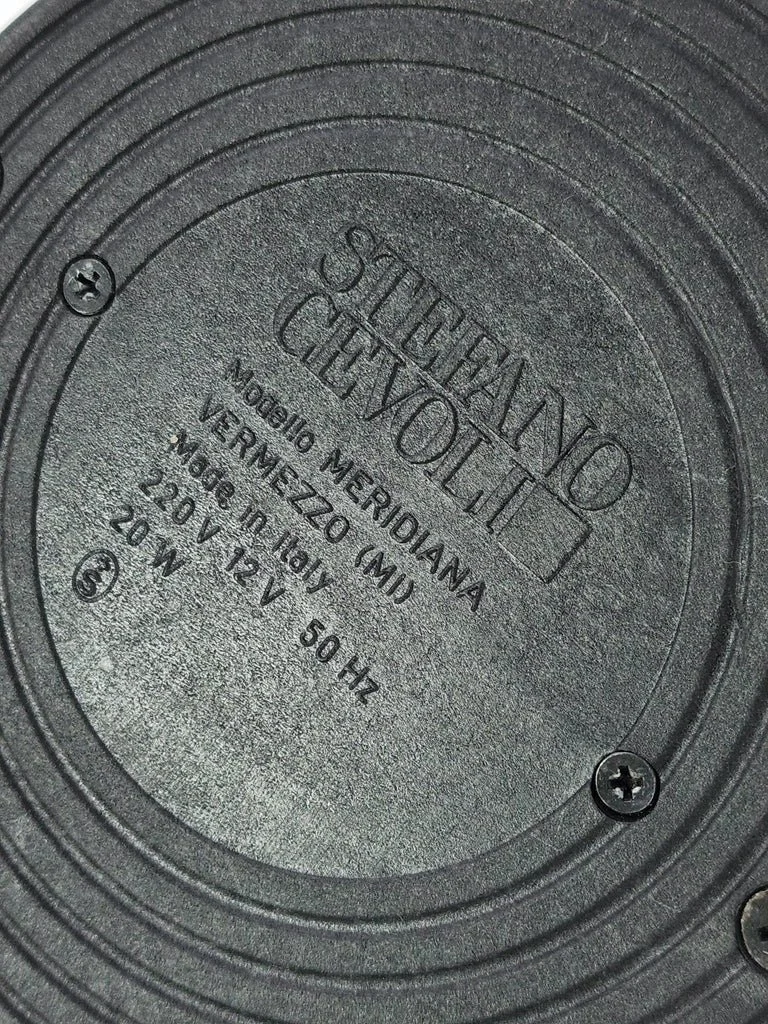 STEFANO
CEVOLI
Modello MERIDIANA
VERMEZZO (MI)
Made in Italy
220 V 12 V 50 Hz
20 W